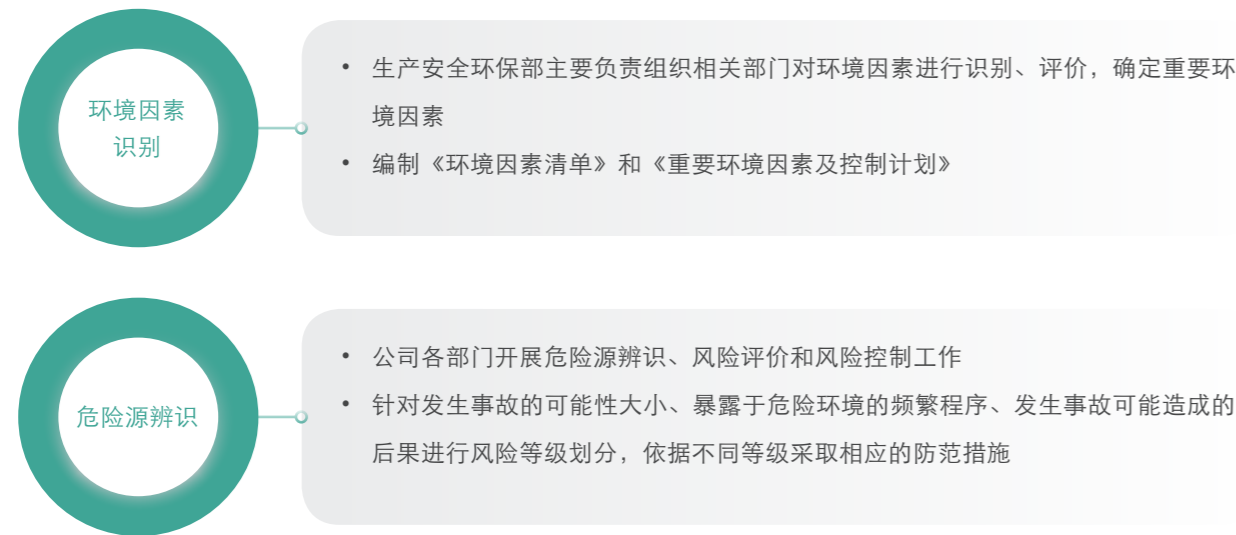 环境因素
识别
• 生产安全环保部主要负责组织相关部门对环境因素进行识别、评价，确定重要环
境因素
• 编制《环境因素清单》和《重要环境因素及控制计划》
危险源辨识
• 公司各部门开展危险源辨识、风险评价和风险控制工作
• 针对发生事故的可能性大小、暴露于危险环境的频繁程序、发生事故可能造成的
后果进行风险等级划分，依据不同等级采取相应的防范措施